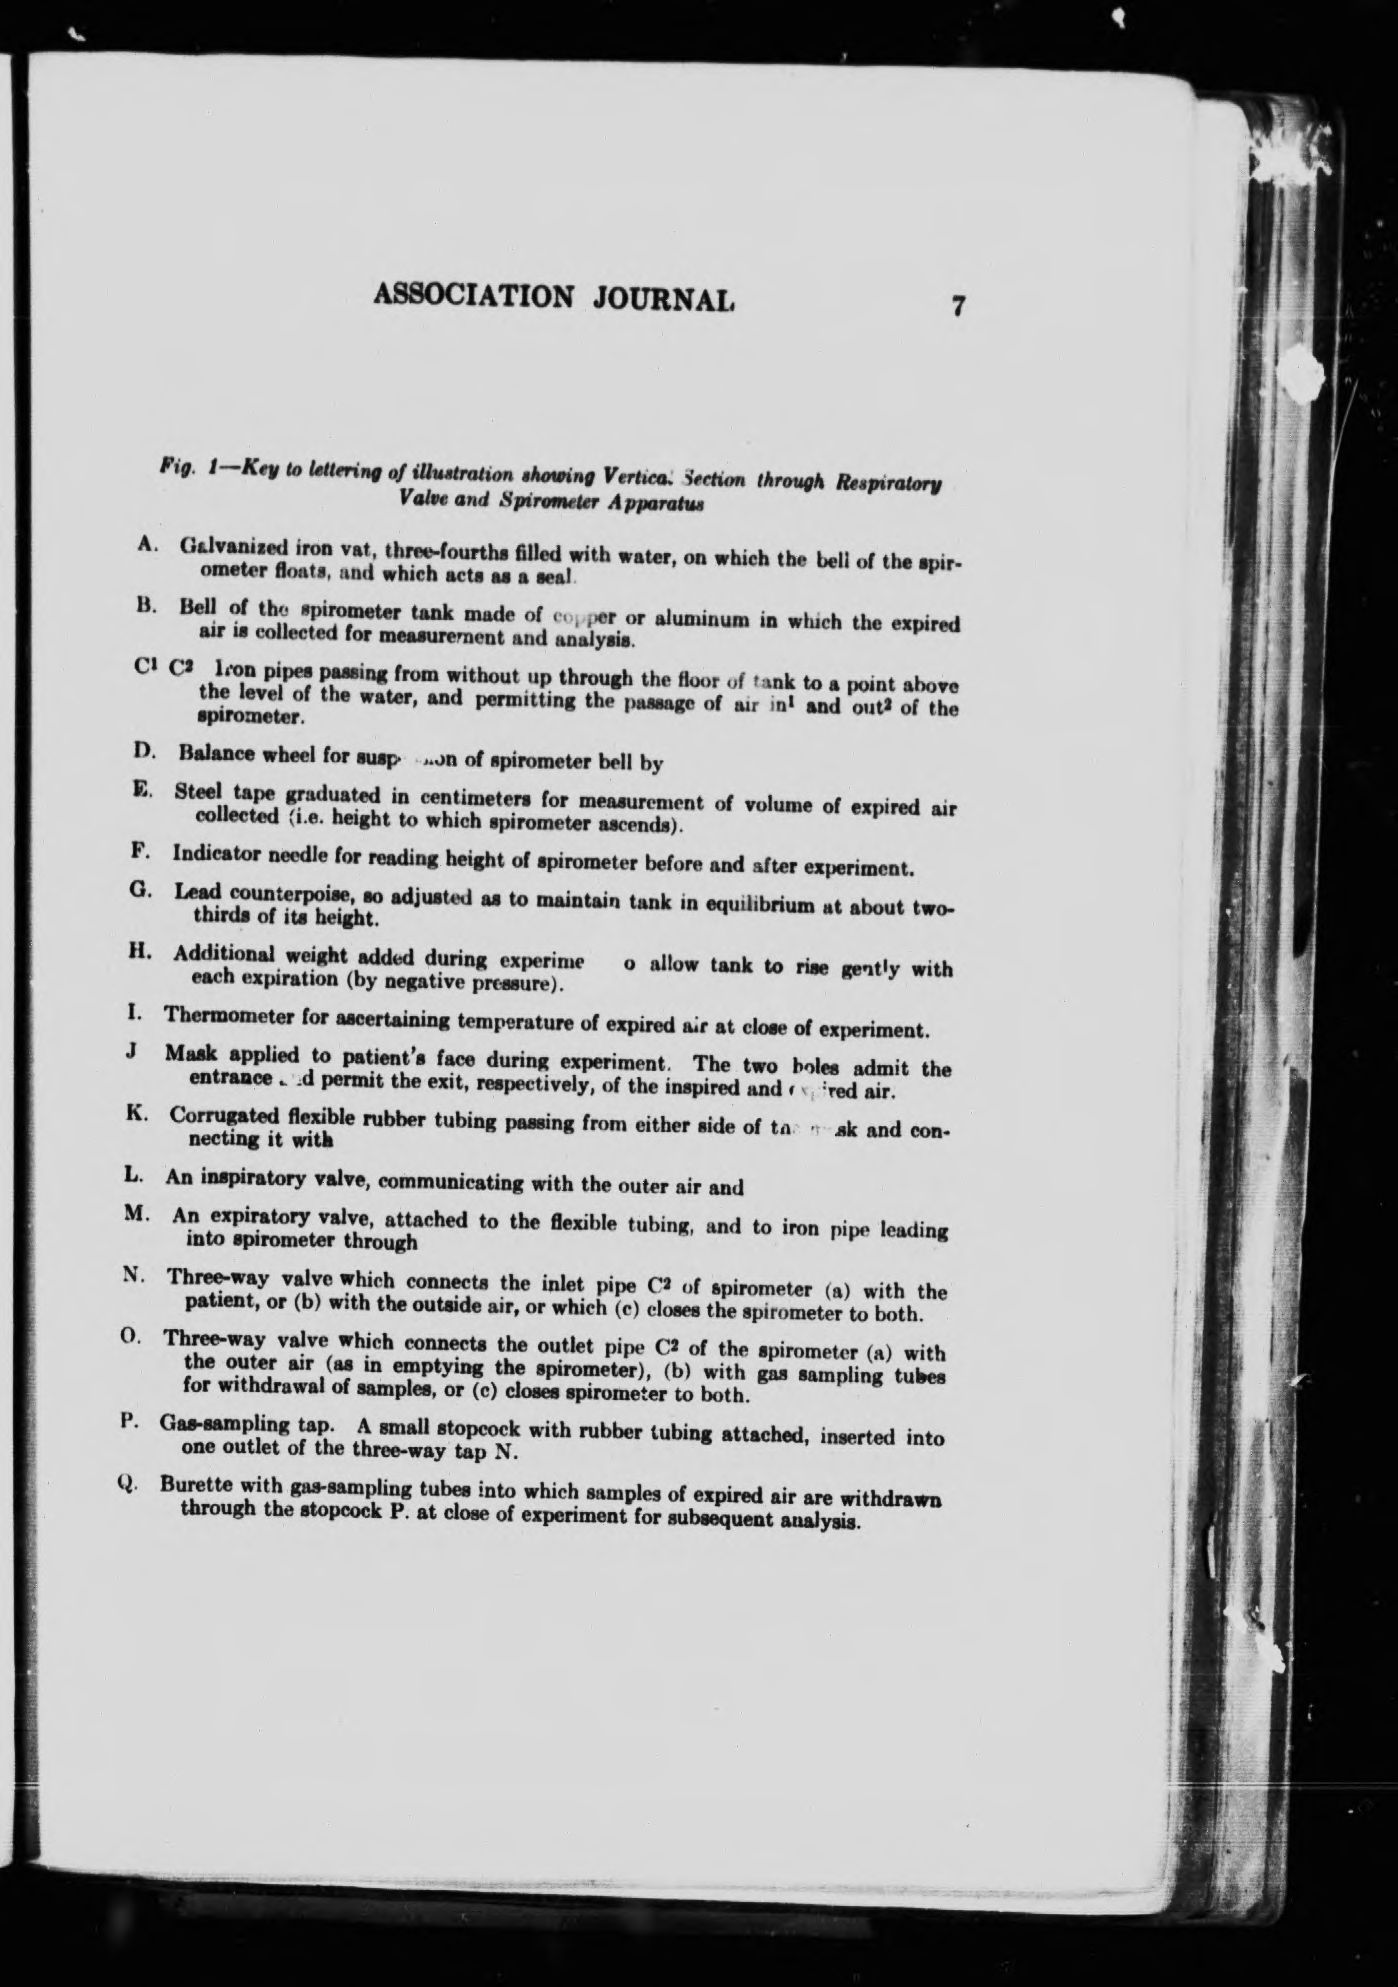 ASSOCIATION JOURNAL 7
Fig. 1—Key to lettering of illustration showing Vertical Section through Respiratory
Valve and Spirometer Apparatus
A. Galvanized iron vat, three-fourths filled with water, on which the bell of the spir-
ometer floats, and which acts as a seal.
B. Bell of the spirometer tank made of copper or aluminum in which the expired
air is collected for measurement and analysis.
C¹ C² Iron pipes passing from without up through the floor of tank to a point above
the level of the water, and permitting the passage of air in¹ and out² of the
spirometer.
D. Balance wheel for of spirometer bell by
E. Steel tape graduated in centimeters for measurement of volume of expired air
collected (i.e. height to which spirometer ascends).
F. Indicator needle for reading height of spirometer before and after experiment.
G. Lead counterpoise, so adjusted as to maintain tank in equilibrium at about two-
thirds of its height.
H. Additional weight added during allow tank to rise gently with
each expiration (by negative pressure).
I. Thermometer for ascertaining temperature of expired air at close of experiment.
J Mask applied to patient's face during experiment. The two holes admit the
entrance permit the exit, respectively, of the inspired and air.
K. Corrugated flexible rubber tubing passing from either side of and con-
necting it with
L. An inspiratory valve, communicating with the outer air and
M. An expiratory valve, attached to the flexible tubing, and to iron pipe leading
into spirometer through
N. Three-way valve which connects the inlet pipe C² of spirometer (a) with the
patient, or (b) with the outside air, or which (c) closes the spirometer to both.
O. Three-way valve which connects the outlet pipe C² of the spirometer (a) with
the outer air (as in emptying the spirometer), (b) with gas sampling tubes
for withdrawal of samples, or (c) closes spirometer to both.
P. Gas-sampling tap. A small stopcock with rubber tubing attached, inserted into
one outlet of the three-way tap N.
Q. Burette with gas-sampling tubes into which samples of expired air are withdrawn
through the stopcock P. at close of experiment for subsequent analysis.